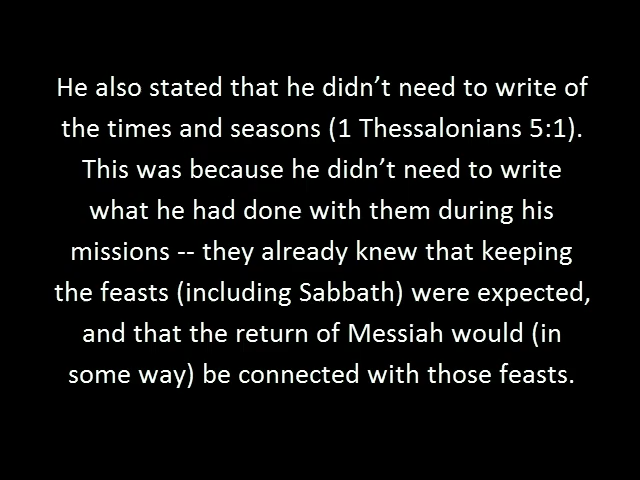 He also stated that he didn’t need to write of
the times and seasons (1 Thessalonians 5:1).
This was because he didn’t need to write
what he had done with them during his
missions -- they already knew that keeping
the feasts (including Sabbath) were expected,
and that the return of Messiah would (in
some way) be connected with those feasts.